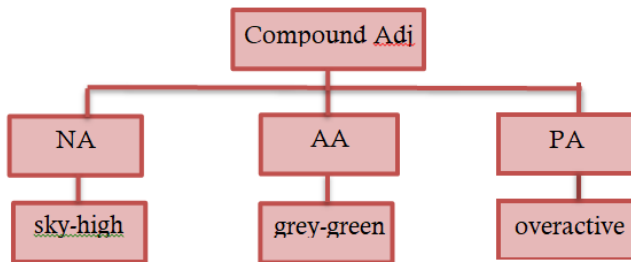 Compound Adj
NA
AA
PA
sky-high
grey-green
overactive